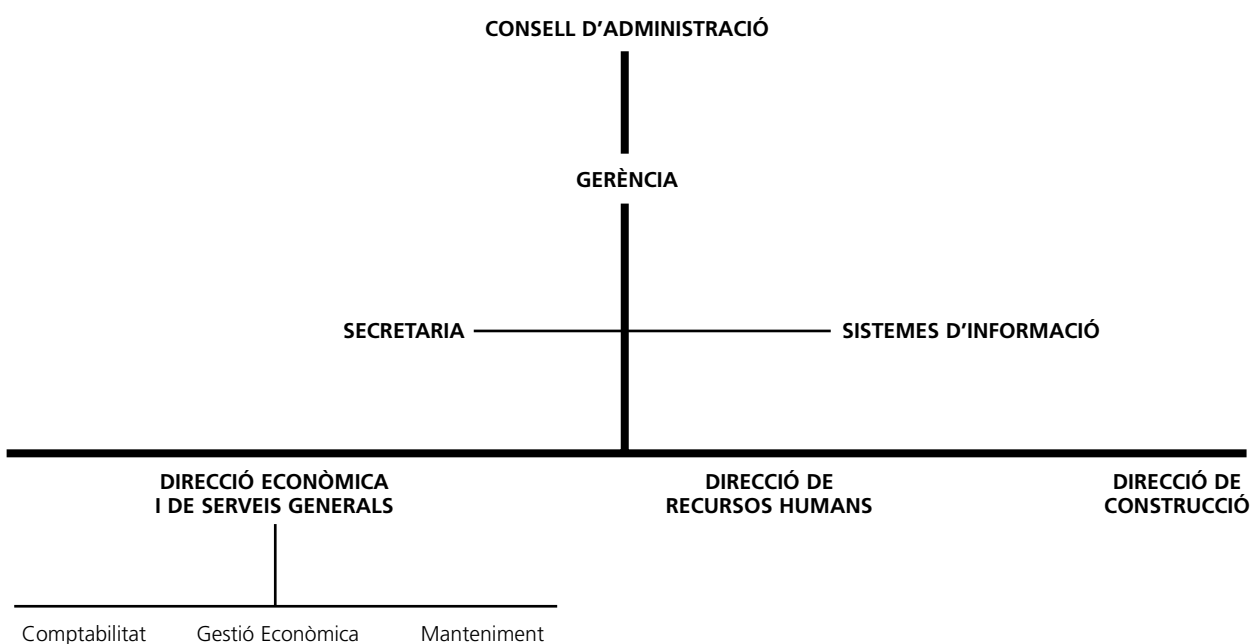 CONSELL D’ADMINISTRACIÓ
GERÈNCIA
SECRETARIA
SISTEMES D’INFORMACIÓ
DIRECCIÓ ECONÒMICA
I DE SERVEIS GENERALS
DIRECCIÓ DE
RECURSOS HUMANS
DIRECCIÓ DE
CONSTRUCCIÓ
Comptabilitat
Gestió Econòmica
Manteniment